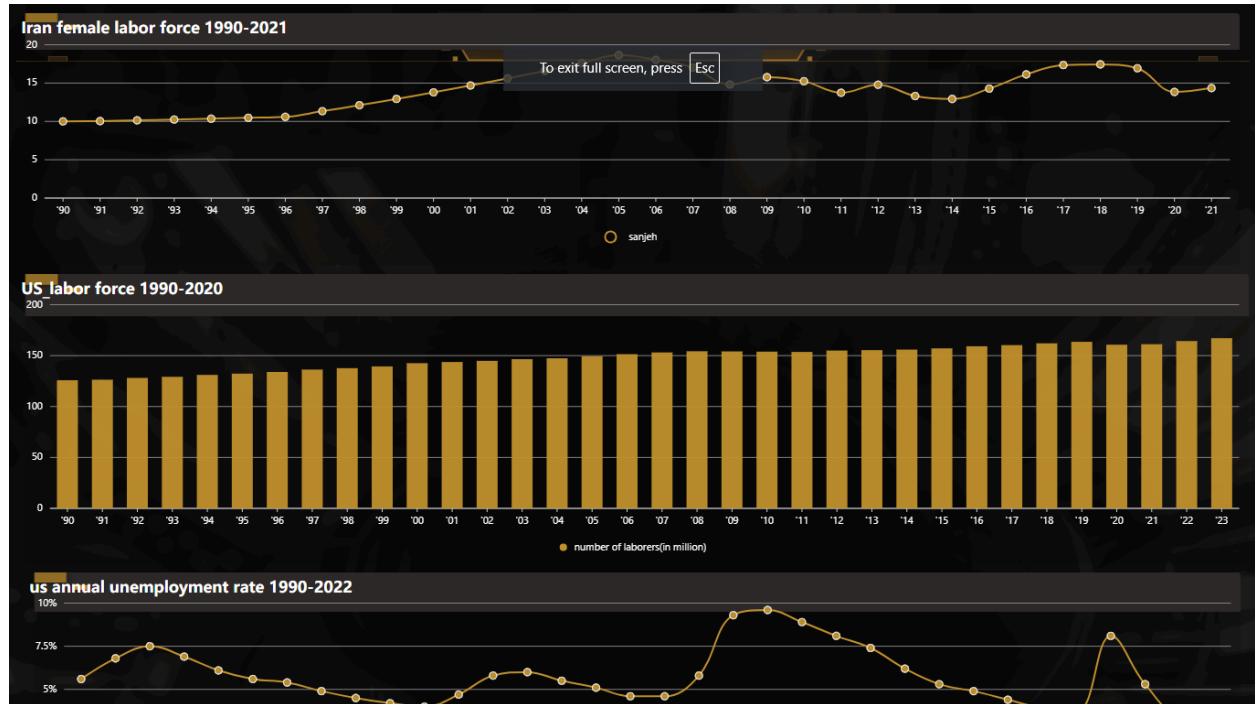 Iran female labor force 1990-2021
20
To exit full screen, press Esc
15
10
5
0
'90 '91 '92 '93 '94 '95 '96 '97 '98 '99 '00 '01 '02 '03 '04 '05 '06 '07 '08 '09 '10 '11 '12 '13 '14 '15 '16 '17 '18 '19 '20 '21
sanjeh
US_labor force 1990-2020
200
150
100
50
0
'90 '91 '92 '93 '94 '95 '96 '97 '98 '99 '00 '01 '02 '03 '04 '05 '06 '07 '08 '09 '10 '11 '12 '13 '14 '15 '16 '17 '18 '19 '20 '21 '22 '23
number of laborers(in million)
us annual unemployment rate 1990-2022
10%
7.5%
5%